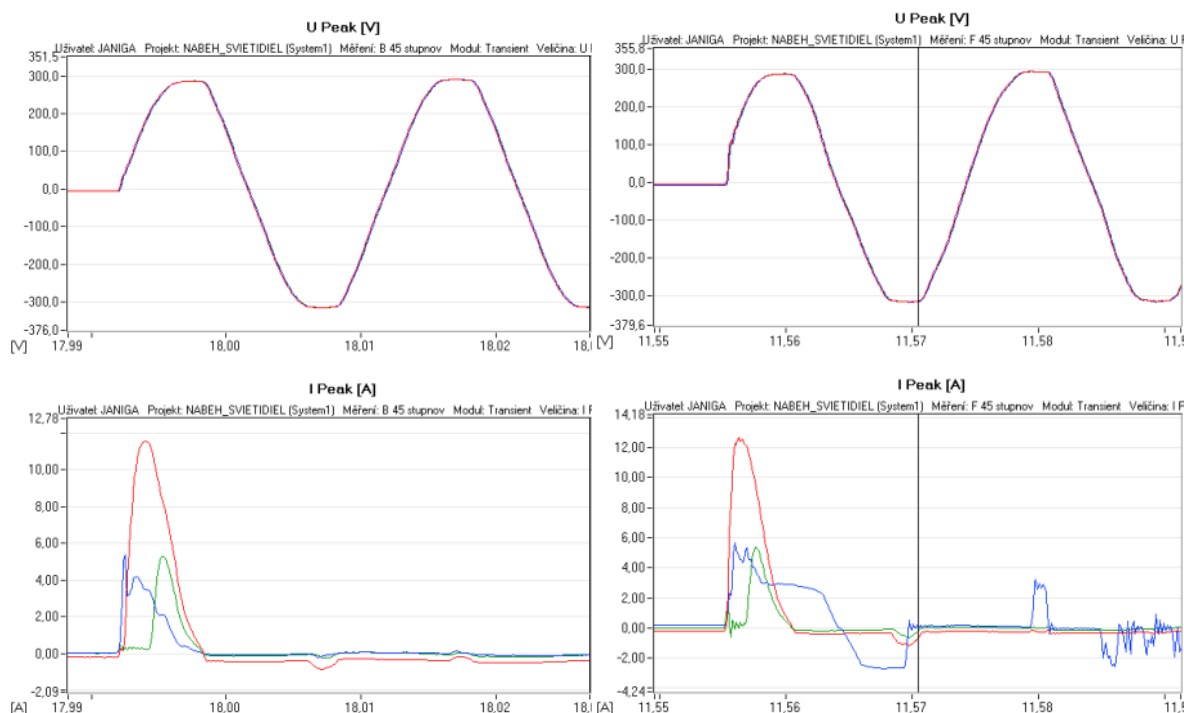 U Peak [V]
Uživatel: JANIGA Projekt: NABEH_SVIETIDIEL (System1) Měření: B 45 stupnov Modul: Transient Veličina: U
351,5
300,0
200,0
100,0
0,0
-100,0
-200,0
-300,0
-376,0
[V]
17,99 18,00 18,01 18,02
U Peak [V]
Uživatel: JANIGA Projekt: NABEH_SVIETIDIEL (System1) Měření: F 45 stupnov Modul: Transient Veličina: U
355,8
300,0
200,0
100,0
0,0
-100,0
-200,0
-300,0
-379,6
[V]
11,55 11,56 11,57 11,58
I Peak [A]
Uživatel: JANIGA Projekt: NABEH_SVIETIDIEL (System1) Měření: B 45 stupnov Modul: Transient Veličina: I
12,78
10,00
8,00
6,00
4,00
2,00
0,00
-2,09
[A]
17,99 18,00 18,01 18,02
I Peak [A]
Uživatel: JANIGA Projekt: NABEH_SVIETIDIEL (System1) Měření: F 45 stupnov Modul: Transient Veličina: I
14,18
12,00
10,00
8,00
6,00
4,00
2,00
0,00
-2,00
-4,24
[A]
11,55 11,56 11,57 11,58